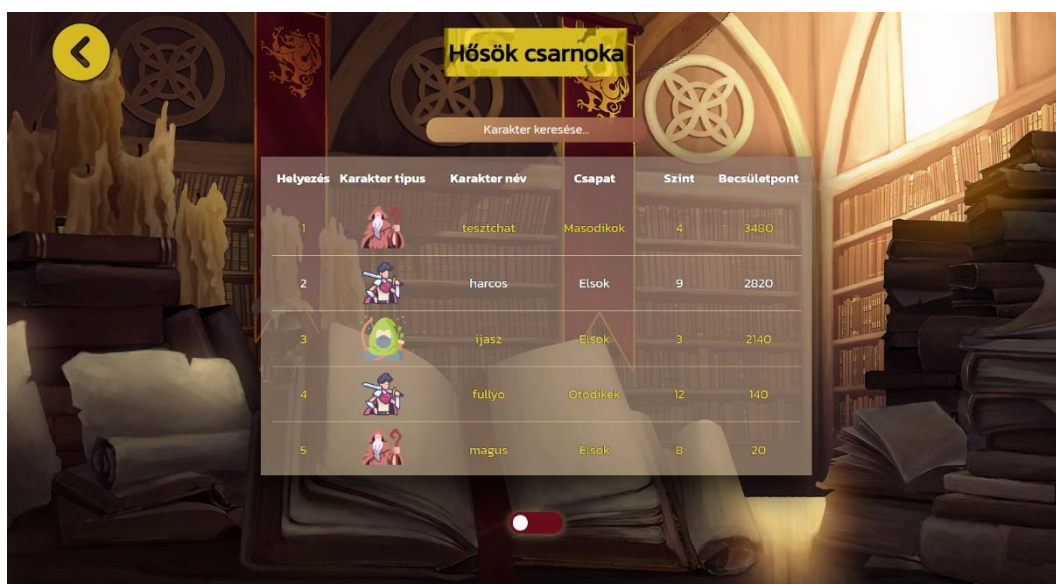 Hősök csarnoka
Karakter keresése...
Helyezés Karakter típus Karakter név Csapat Szint Becsületpont
1 tesztchat Masodikok 4 3480
2 harcos Elsok 9 2820
3 ijasz Elsok 3 2140
4 fullyo Otodikek 12 140
5 magus Elsok 8 20